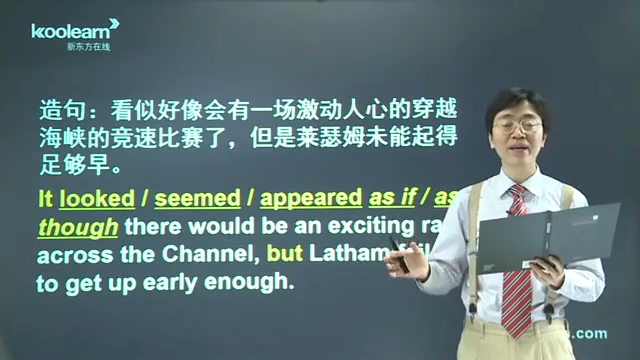 koolearn
新东方在线
造句：看似好像会有一场激动人心的穿越
海峡的竞速比赛了，但是莱瑟姆未能起得
足够早。
It looked / seemed / appeared as if / as
though there would be an exciting
across the Channel, but Latham
to get up early enough.
.com